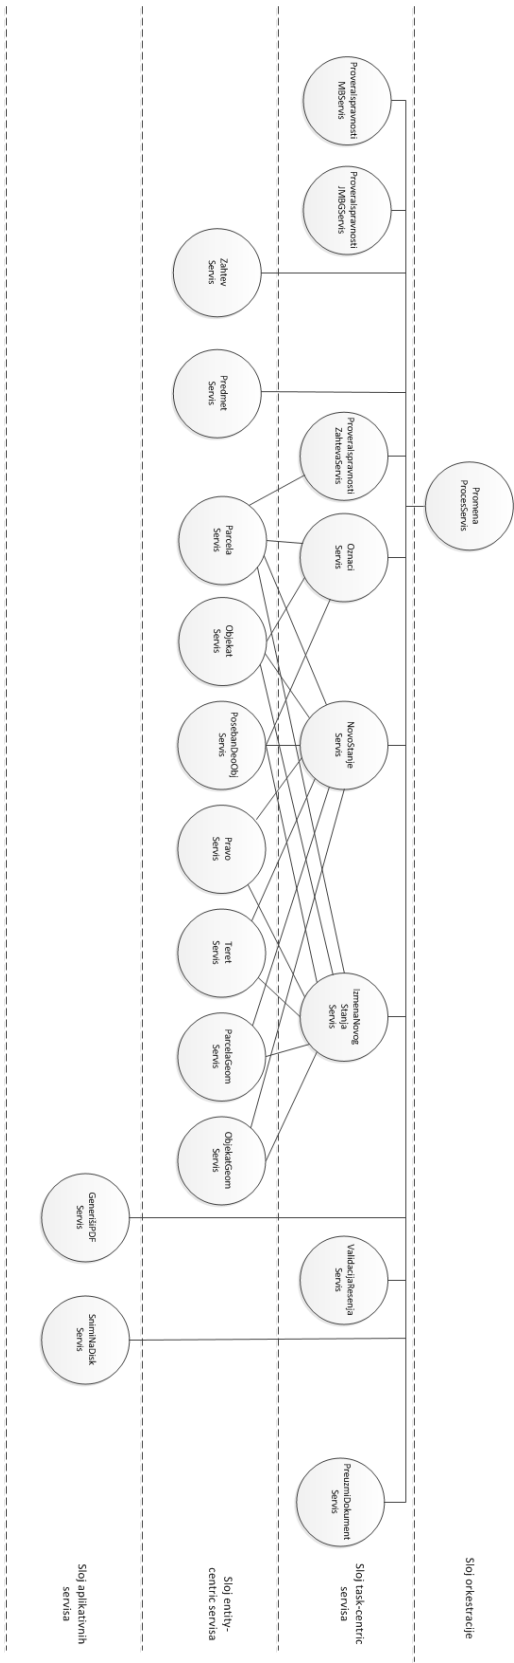 Promena
ProcesServis
Sloj orkestracije
ProveraIspravnosti
MBServis
ProveraIspravnosti
JMBGServis
ProveraIspravnosti
ZahtevaServis
Oznaci
Servis
NovoStanje
Servis
IzmenaNovog
Stanja
Servis
ValidacijaResenja
Servis
PreuzmiDokument
Servis
Sloj task-centric
servisa
Zahtev
Servis
Predmet
Servis
Parcela
Servis
Objekat
Servis
PosebanDeoObj
Servis
Pravo
Servis
Teret
Servis
ParcelaGeom
Servis
ObjekatGeom
Servis
Sloj entity-
centric servisa
GenerišiPDF
Servis
SnimiNaDisk
Servis
Sloj aplikativnih
servisa